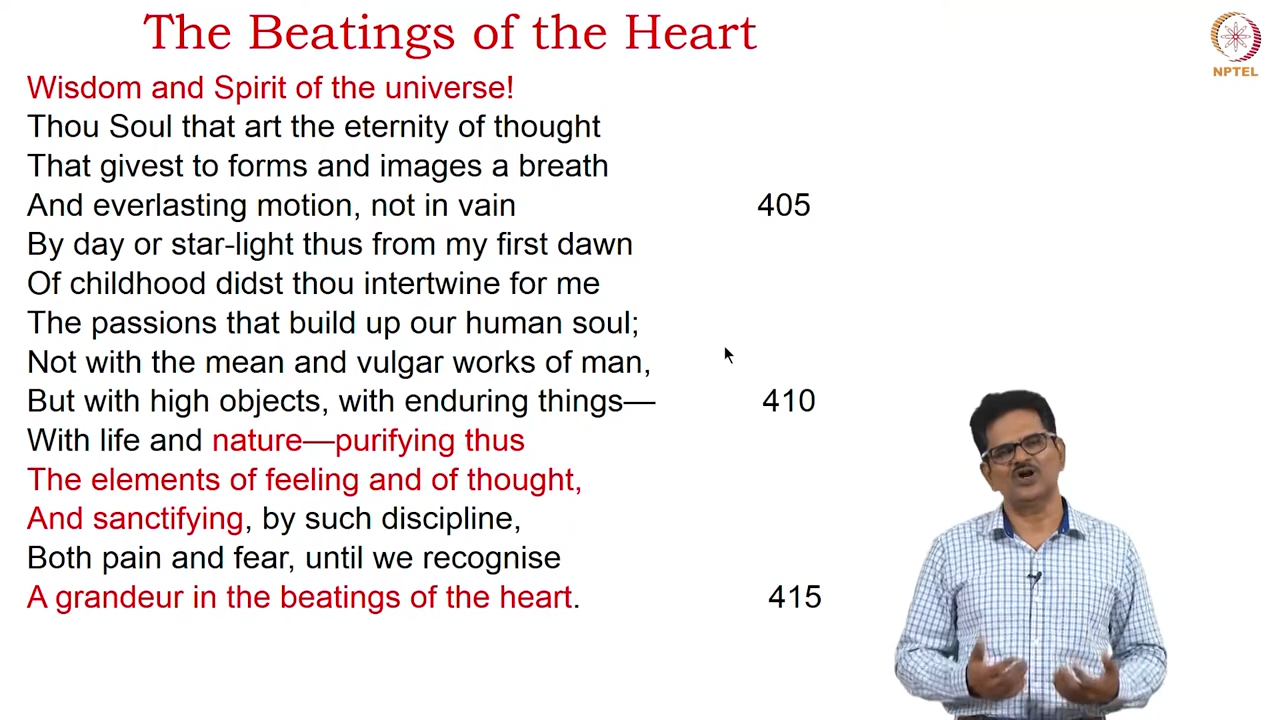 The Beatings of the Heart
NPTEL
Wisdom and Spirit of the universe!
Thou Soul that art the eternity of thought
That givest to forms and images a breath
And everlasting motion, not in vain 405
By day or star-light thus from my first dawn
Of childhood didst thou intertwine for me
The passions that build up our human soul;
Not with the mean and vulgar works of man,
But with high objects, with enduring things— 410
With life and nature—purifying thus
The elements of feeling and of thought,
And sanctifying, by such discipline,
Both pain and fear, until we recognise
A grandeur in the beatings of the heart. 415